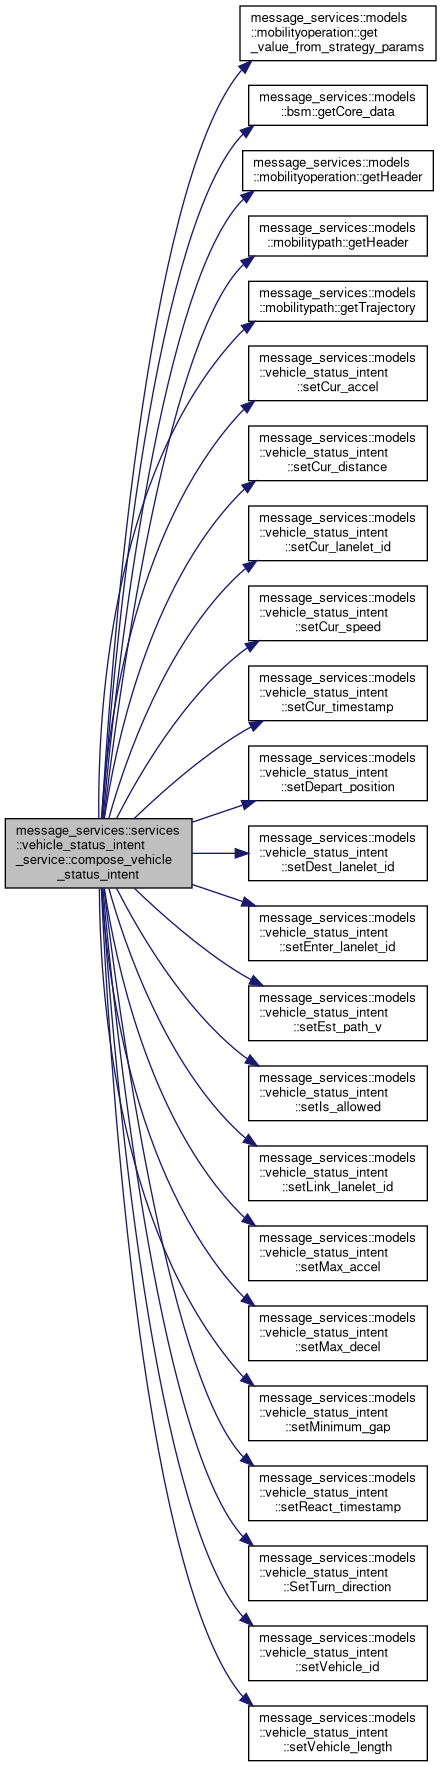 message_services::models
::mobilityoperation::get
_value_from_strategy_params
message_services::models
::bsm::getCore_data
message_services::models
::mobilityoperation::getHeader
message_services::models
::mobilitypath::getHeader
message_services::models
::mobilitypath::getTrajectory
message_services::models
::vehicle_status_intent
::setCur_accel
message_services::models
::vehicle_status_intent
::setCur_distance
message_services::models
::vehicle_status_intent
::setCur_lanelet_id
message_services::models
::vehicle_status_intent
::setCur_speed
message_services::models
::vehicle_status_intent
::setCur_timestamp
message_services::models
::vehicle_status_intent
::setDepart_position
message_services::services
::vehicle_status_intent
_service::compose_vehicle
_status_intent
message_services::models
::vehicle_status_intent
::setDest_lanelet_id
message_services::models
::vehicle_status_intent
::setEnter_lanelet_id
message_services::models
::vehicle_status_intent
::setEst_path_v
message_services::models
::vehicle_status_intent
::setIs_allowed
message_services::models
::vehicle_status_intent
::setLink_lanelet_id
message_services::models
::vehicle_status_intent
::setMax_accel
message_services::models
::vehicle_status_intent
::setMax_decel
message_services::models
::vehicle_status_intent
::setMinimum_gap
message_services::models
::vehicle_status_intent
::setReact_timestamp
message_services::models
::vehicle_status_intent
::SetTurn_direction
message_services::models
::vehicle_status_intent
::setVehicle_id
message_services::models
::vehicle_status_intent
::setVehicle_length